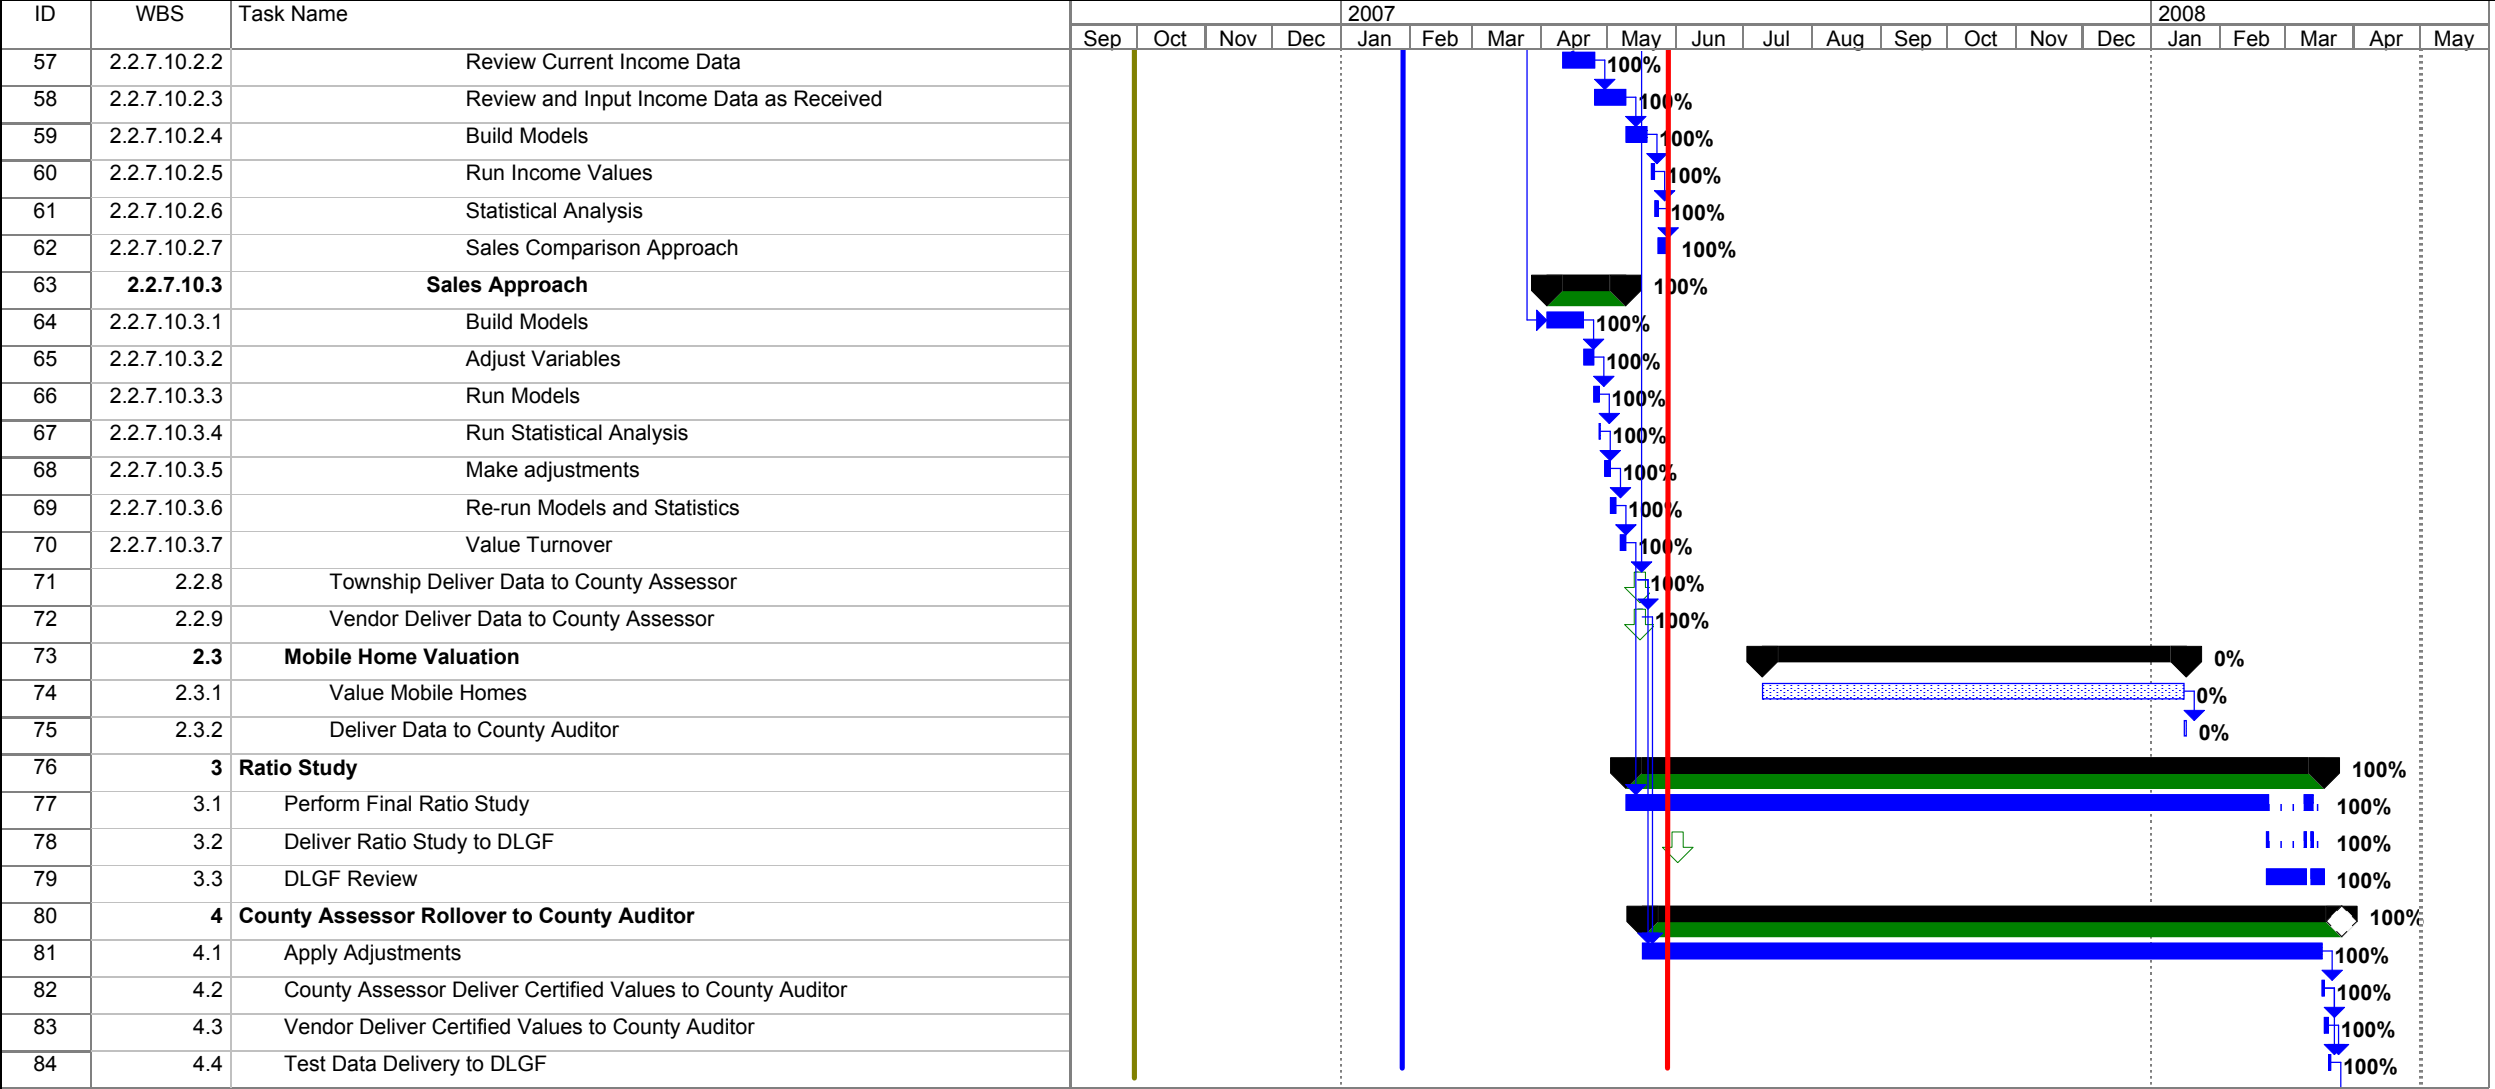 ID WBS Task Name 2007 2008
Sep Oct Nov Dec Jan Feb Mar Apr May Jun Jul Aug Sep Oct Nov Dec Jan Feb Mar Apr May
57 2.2.7.10.2.2 Review Current Income Data 100%
58 2.2.7.10.2.3 Review and Input Income Data as Received 100%
59 2.2.7.10.2.4 Build Models 100%
60 2.2.7.10.2.5 Run Income Values 100%
61 2.2.7.10.2.6 Statistical Analysis 100%
62 2.2.7.10.2.7 Sales Comparison Approach 100%
63 2.2.7.10.3 Sales Approach 100%
64 2.2.7.10.3.1 Build Models 100%
65 2.2.7.10.3.2 Adjust Variables 100%
66 2.2.7.10.3.3 Run Models 100%
67 2.2.7.10.3.4 Run Statistical Analysis 100%
68 2.2.7.10.3.5 Make adjustments 100%
69 2.2.7.10.3.6 Re-run Models and Statistics 100%
70 2.2.7.10.3.7 Value Turnover 100%
71 2.2.8 Township Deliver Data to County Assessor 100%
72 2.2.9 Vendor Deliver Data to County Assessor 100%
73 2.3 Mobile Home Valuation 0%
74 2.3.1 Value Mobile Homes 0%
75 2.3.2 Deliver Data to County Auditor 0%
76 3 Ratio Study 100%
77 3.1 Perform Final Ratio Study 100%
78 3.2 Deliver Ratio Study to DLGF 100%
79 3.3 DLGF Review 100%
80 4 County Assessor Rollover to County Auditor 100%
81 4.1 Apply Adjustments 100%
82 4.2 County Assessor Deliver Certified Values to County Auditor 100%
83 4.3 Vendor Deliver Certified Values to County Auditor 100%
84 4.4 Test Data Delivery to DLGF 100%